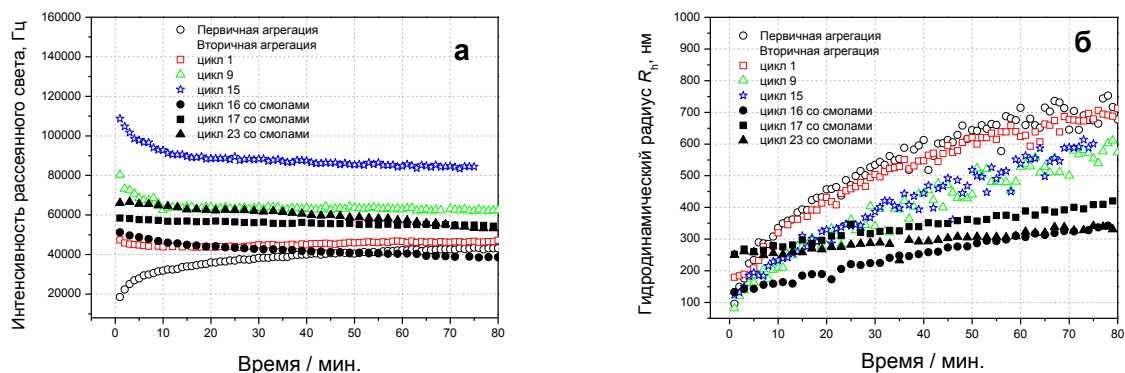 160000
140000
120000
100000
80000
60000
40000
20000
Интенсивность рассеянного света, Гц
Первичная агрегация
Вторичная агрегация
цикл 1
цикл 9
цикл 15
цикл 16 со смолами
цикл 17 со смолами
цикл 23 со смолами
а
0 10 20 30 40 50 60 70 80
Время / мин.
1000
900
800
700
600
500
400
300
200
100
Гидродинамический радиус Rh, нм
Первичная агрегация
Вторичная агрегация
цикл 1
цикл 9
цикл 15
цикл 16 со смолами
цикл 17 со смолами
цикл 23 со смолами
б
0 10 20 30 40 50 60 70 80
Время / мин.